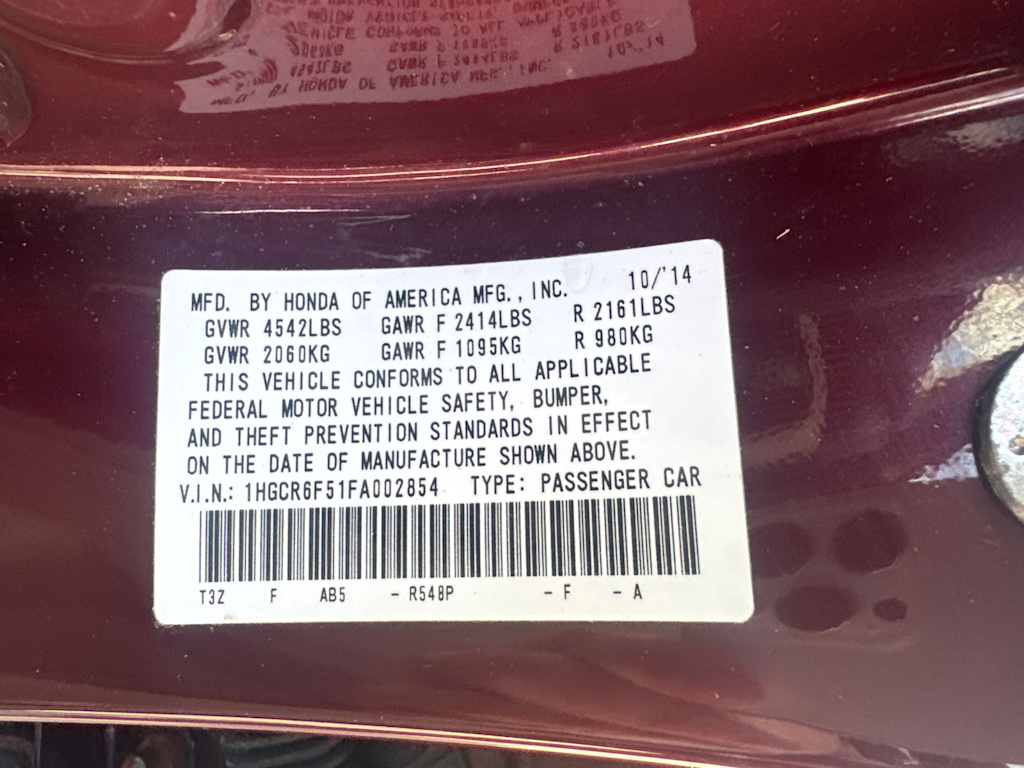 MFD. BY HONDA OF AMERICA MFG., INC. 10/'14
GVWR 4542LBS GAWR F 2414LBS R 2161LBS
GVWR 2060KG GAWR F 1095KG R 980KG
THIS VEHICLE CONFORMS TO ALL APPLICABLE
FEDERAL MOTOR VEHICLE SAFETY, BUMPER,
AND THEFT PREVENTION STANDARDS IN EFFECT
ON THE DATE OF MANUFACTURE SHOWN ABOVE.
V.I.N.: 1HGCR6F51FA002854 TYPE: PASSENGER CAR
T3Z F AB5 - R548P - F - A